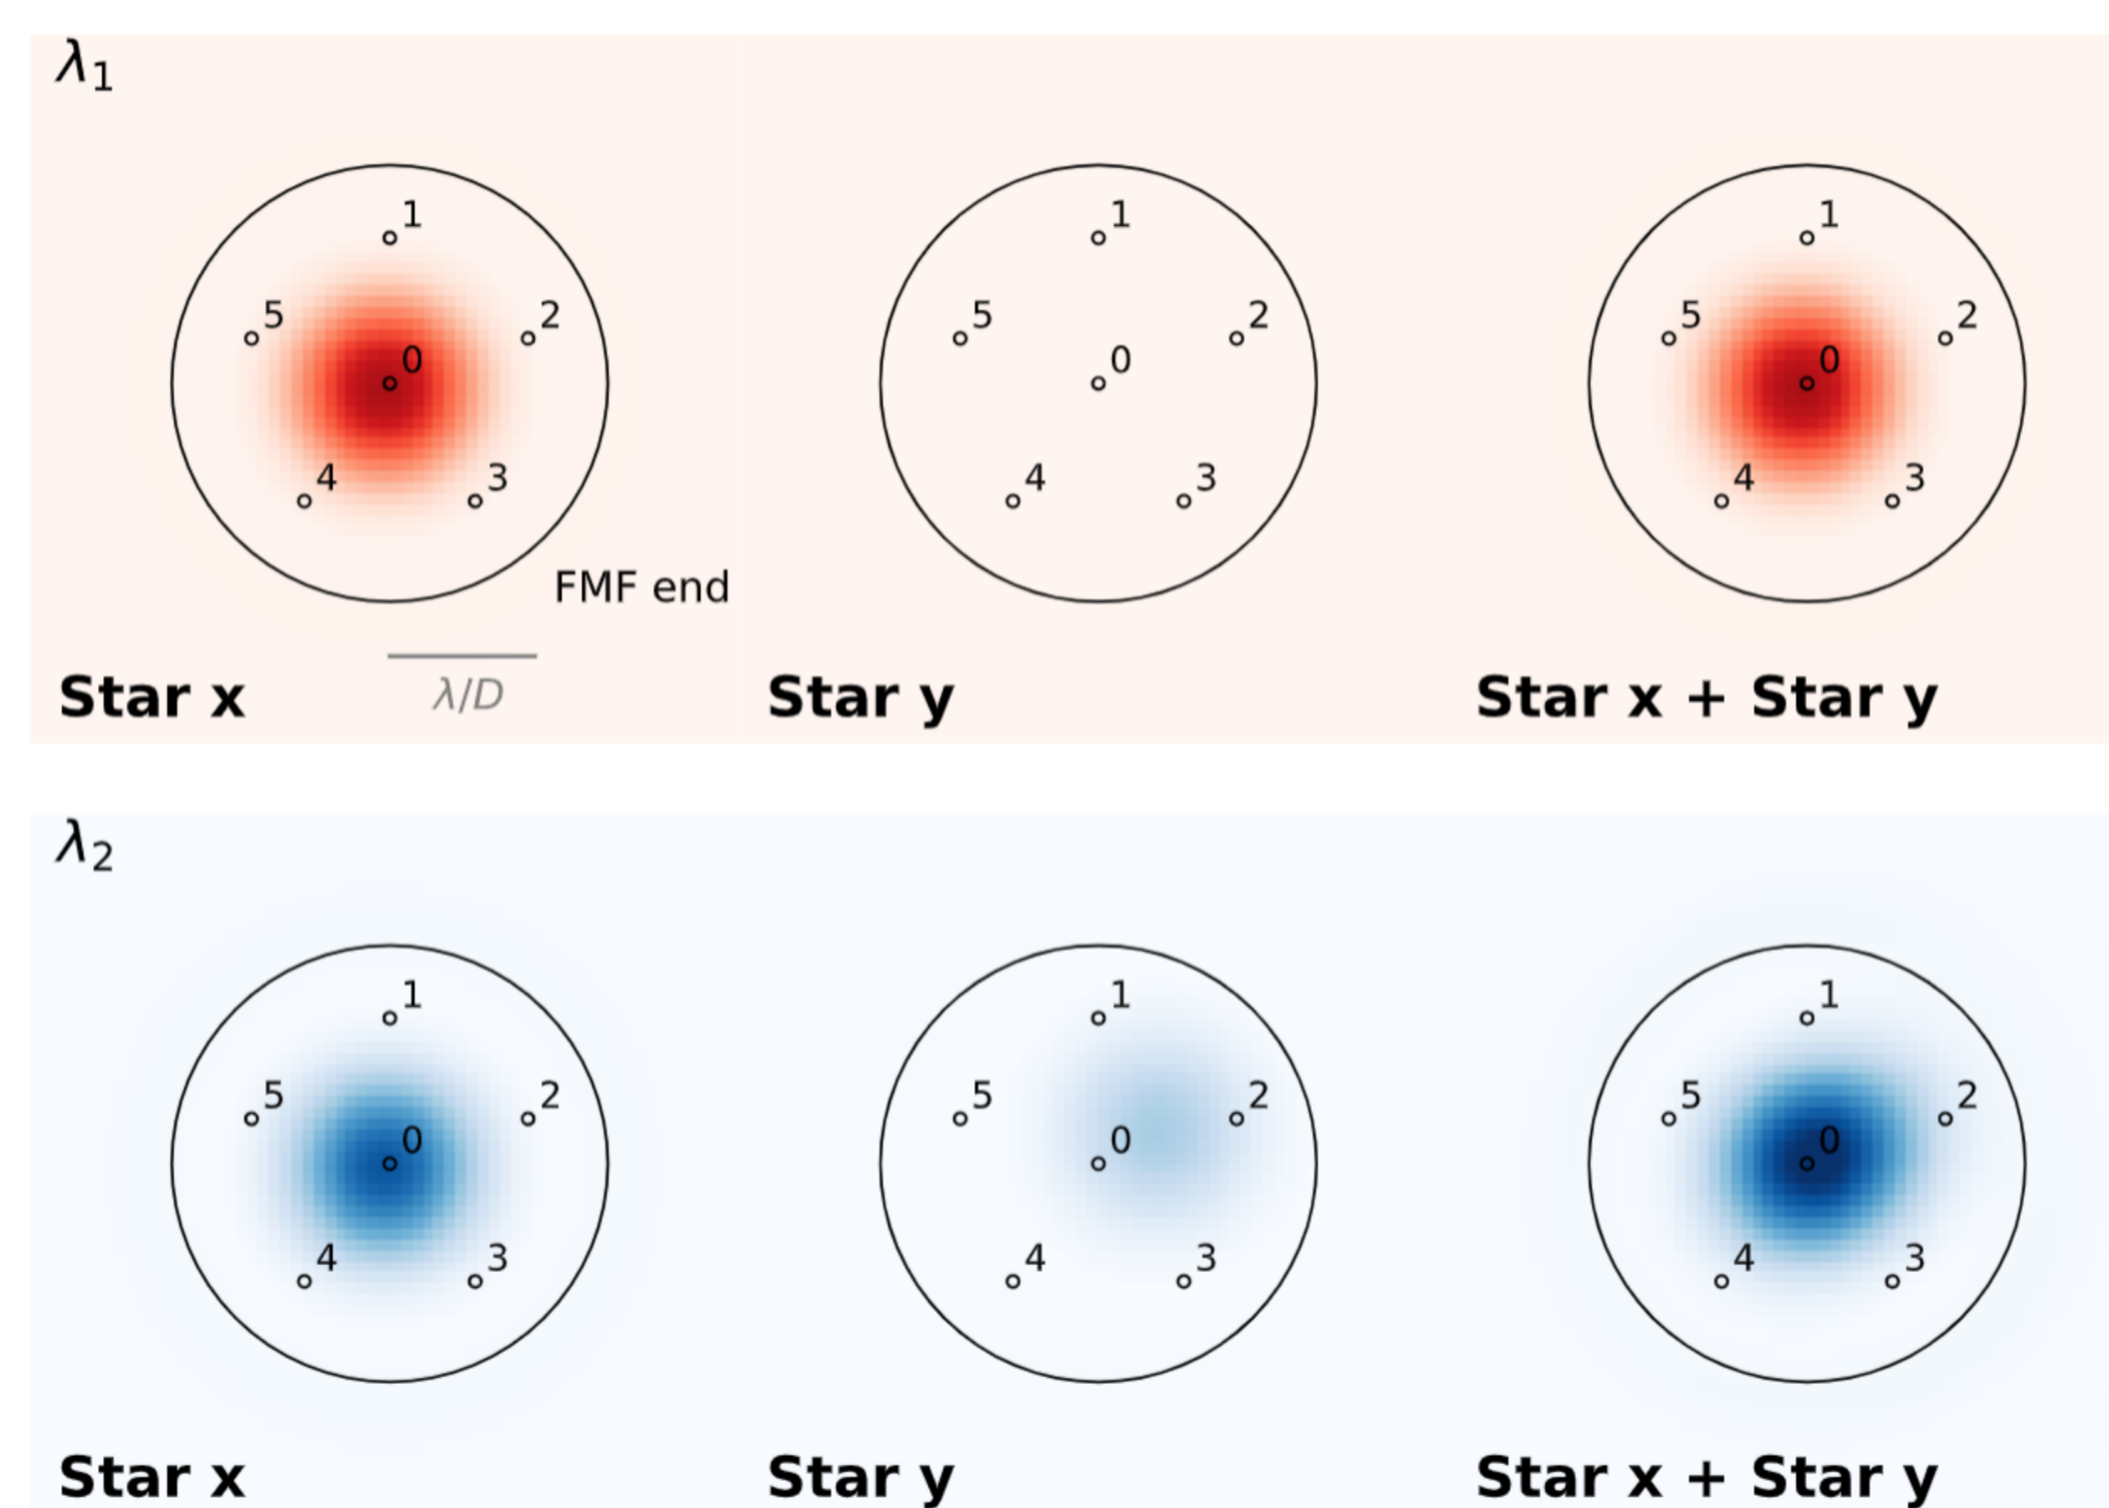 λ₁
1 1 1
5 2 5 2 5 2
0 0 0
4 3 4 3 4 3
FMF end
λ/D
Star x Star y Star x + Star y
λ₂
1 1 1
5 2 5 2 5 2
0 0 0
4 3 4 3 4 3
Star x Star y Star x + Star y